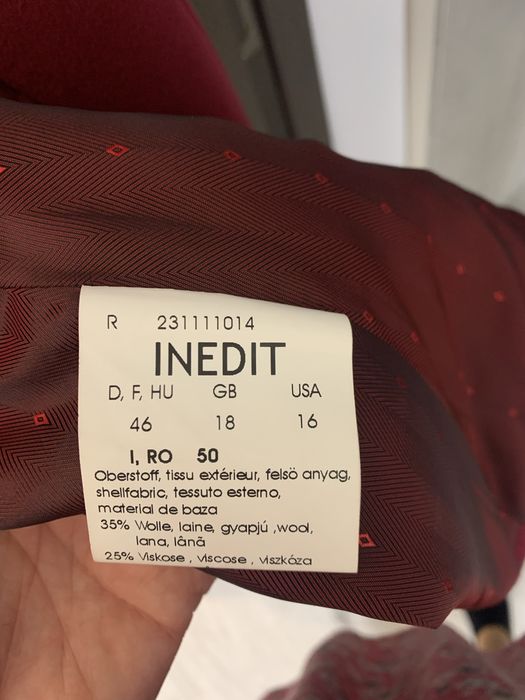 R 231111014
INEDIT
D, F, HU GB USA
46 18 16
I, RO 50
Oberstoff, tissu extérieur, felsö anyag,
shellfabric, tessuto esterno,
material de baza
35% Wolle, laine, gyapjú ,wool,
lana, lână
25% Viskose , viscose , viszkóza